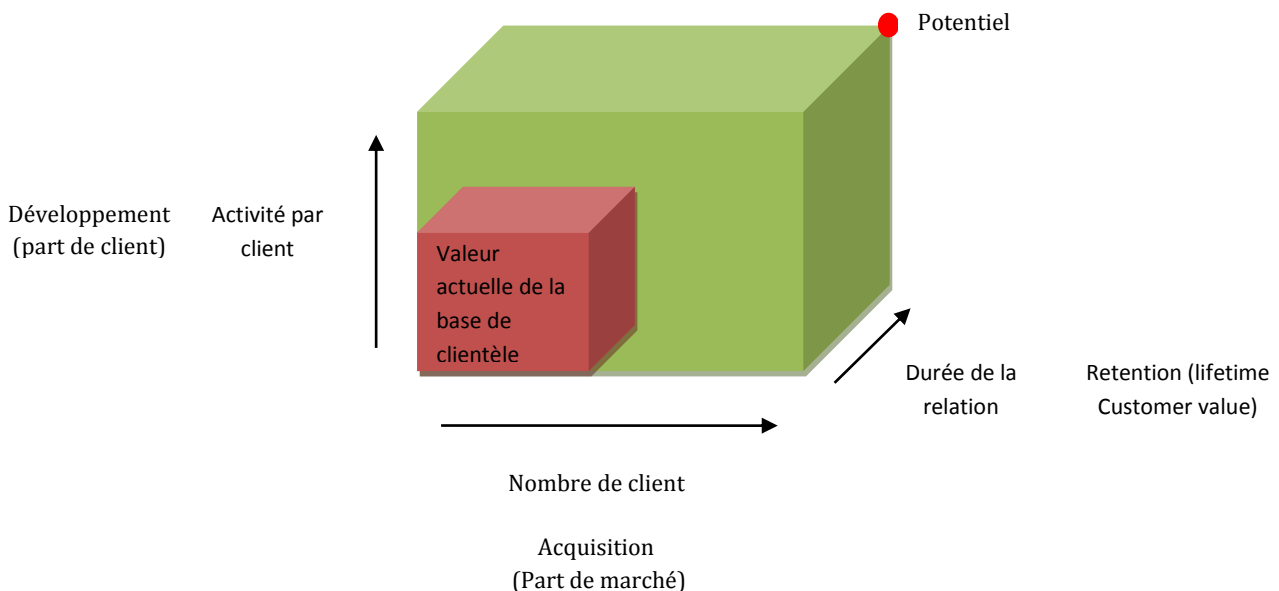 Potentiel
Développement
(part de client)
Activité par
client
Valeur
actuelle de la
base de
clientèle
Durée de la
relation
Retention (lifetime
Customer value)
Nombre de client
Acquisition
(Part de marché)